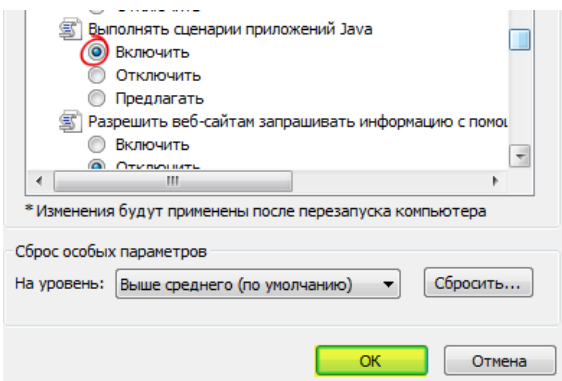 Выполнять сценарии приложений Java
Включить
Отключить
Предлагать
Разрешить веб-сайтам запрашивать информацию с помо
Включить
Отключить
* Изменения будут применены после перезапуска компьютера
Сброс особых параметров
На уровень: Выше среднего (по умолчанию) Сбросить...
OK Отмена